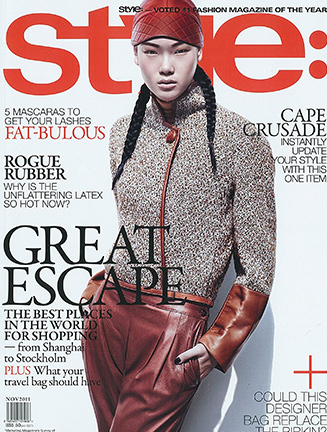 style: — VOTED #1 FASHION MAGAZINE OF THE YEAR
style:
5 MASCARAS TO
GET YOUR LASHES
FAT-BULOUS
ROGUE
RUBBER
WHY IS THE
UNFLATTERING LATEX
SO HOT NOW?
CAPE
CRUSADE
INSTANTLY
UPDATE
YOUR STYLE
WITH THIS
ONE ITEM
GREAT
ESCAPE
THE BEST PLACES
IN THE WORLD
FOR SHOPPING
— from Shanghai
to Stockholm
PLUS What your
travel bag should have
NOV2011
+
COULD THIS
DESIGNER
BAG REPLACE
THE BIRKIN?